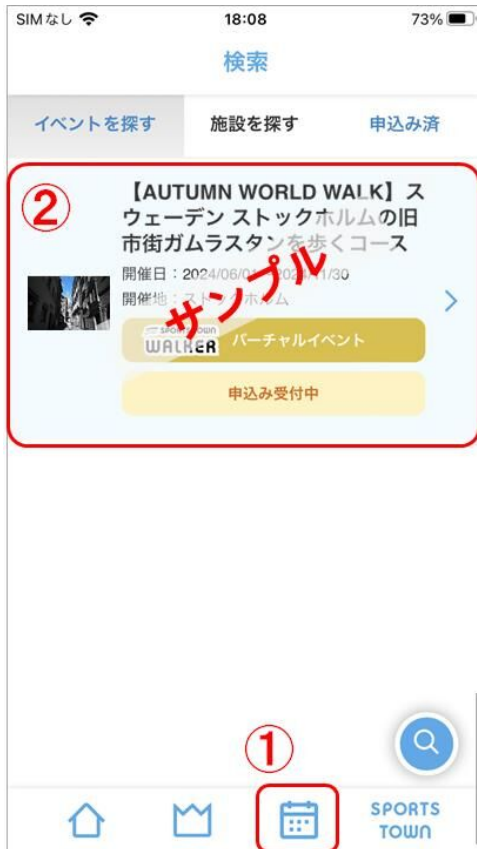 SIMなし 18:08 73%
検索
イベントを探す 施設を探す 申込み済
②
【AUTUMN WORLD WALK】ス
ウェーデン ストックホルムの旧
市街ガムラスタンを歩くコース
開催日：2024/06/01 - 2024/11/30
開催地：ストックホルム
サンプル
SPORTS TOWN
WALKER バーチャルイベント
申込み受付中
①
SPORTS
TOWN